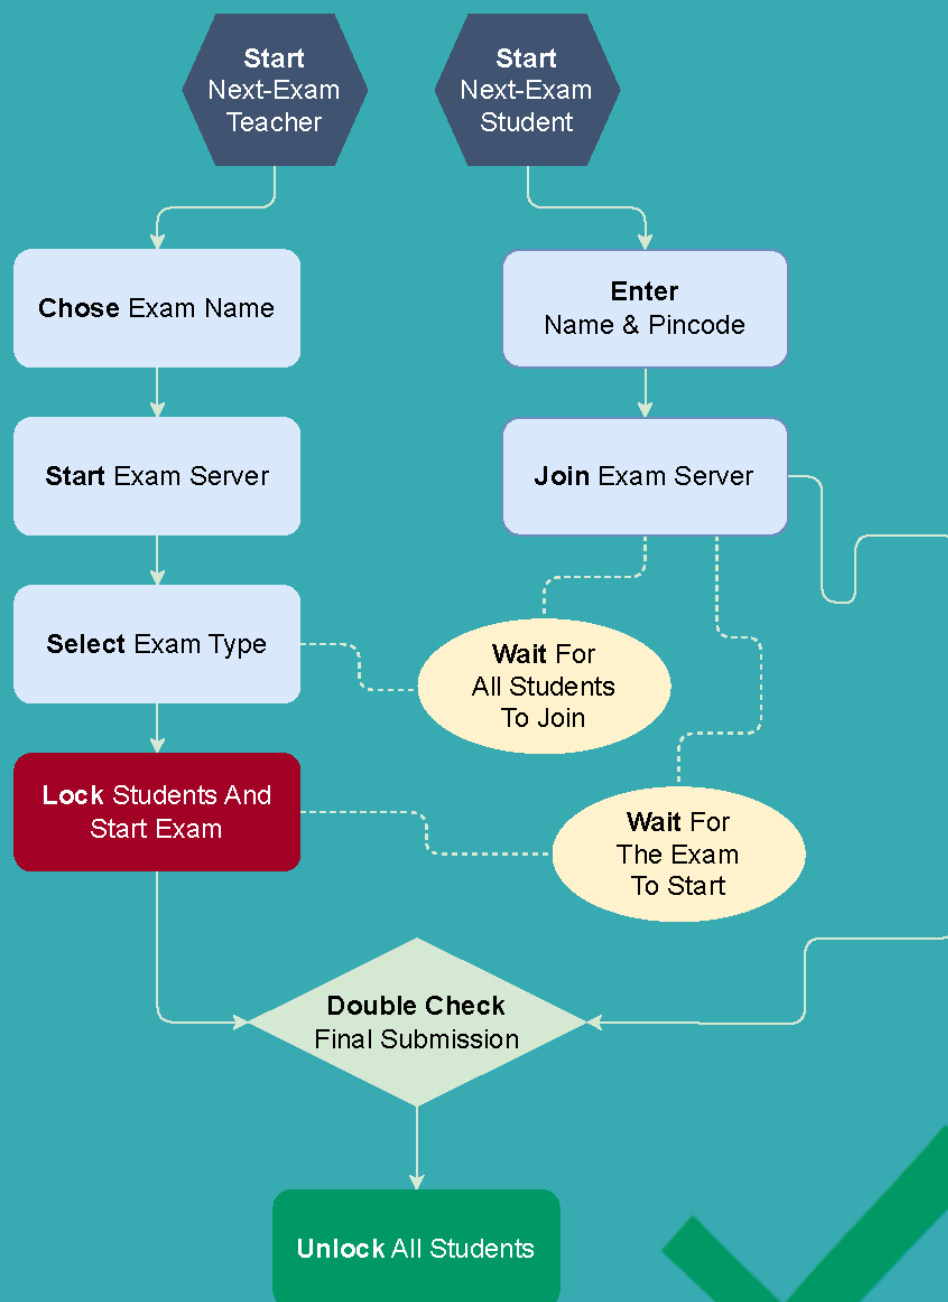 Start
Next-Exam
Teacher
Start
Next-Exam
Student
Chose Exam Name
Enter
Name & Pincode
Start Exam Server
Join Exam Server
Select Exam Type
Wait For
All Students
To Join
Lock Students And
Start Exam
Wait For
The Exam
To Start
Double Check
Final Submission
Unlock All Students